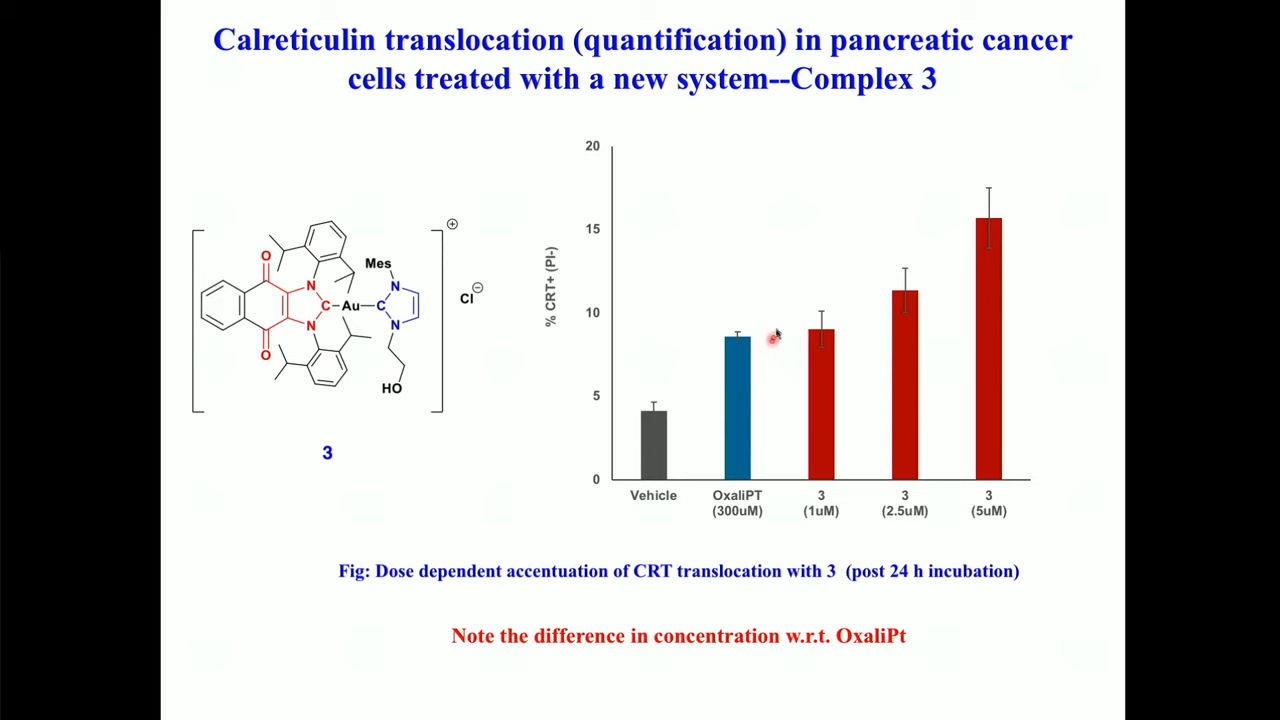 Calreticulin translocation (quantification) in pancreatic cancer
cells treated with a new system--Complex 3
20
15
10
5
0
% CRT+ (PI-)
Vehicle
OxaliPT
(300uM)
3
(1uM)
3
(2.5uM)
3
(5uM)
O
N
Mes
N
C
Au
C
N
N
O
HO
⊕
Cl⊖
3
Fig: Dose dependent accentuation of CRT translocation with 3 (post 24 h incubation)
Note the difference in concentration w.r.t. OxaliPt